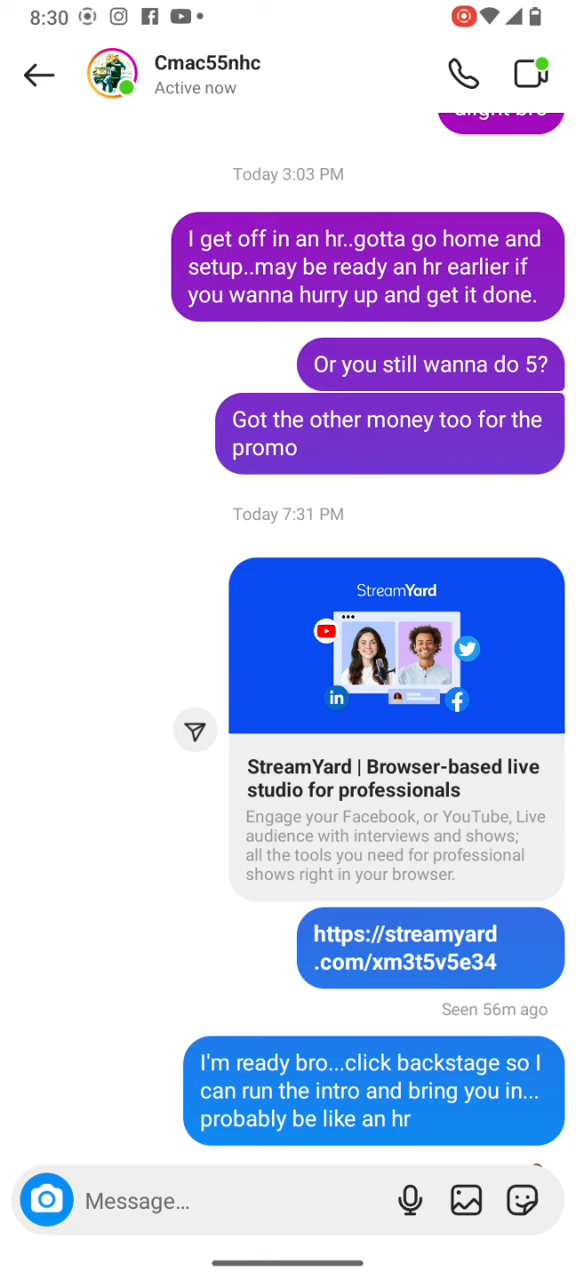 8:30
Cmac55nhc
Active now
alright bro
Today 3:03 PM
I get off in an hr..gotta go home and
setup..may be ready an hr earlier if
you wanna hurry up and get it done.
Or you still wanna do 5?
Got the other money too for the
promo
Today 7:31 PM
StreamYard
in
StreamYard | Browser-based live
studio for professionals
Engage your Facebook, or YouTube, Live
audience with interviews and shows;
all the tools you need for professional
shows right in your browser.
https://streamyard
.com/xm3t5v5e34
Seen 56m ago
I'm ready bro...click backstage so I
can run the intro and bring you in...
probably be like an hr
Message...